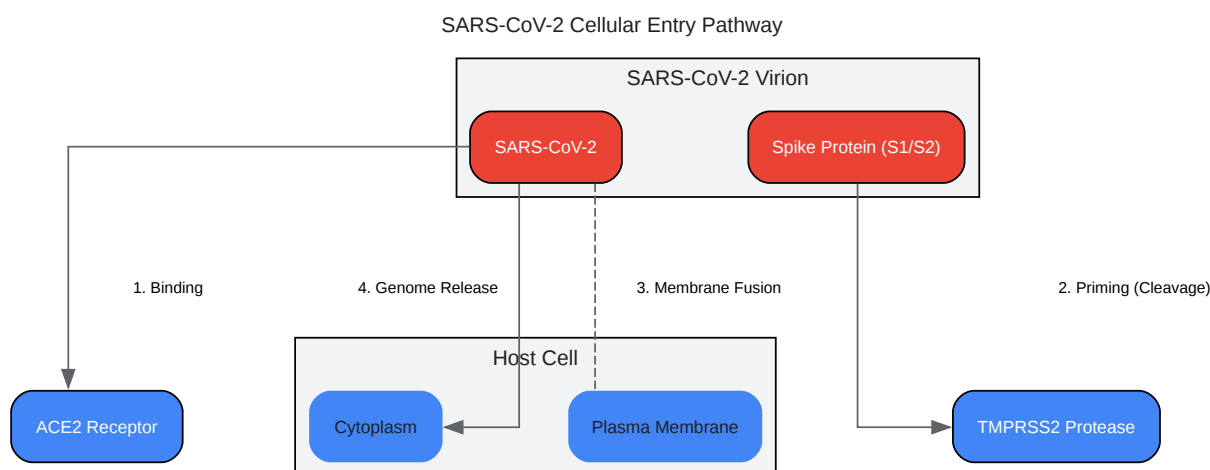 SARS-CoV-2 Cellular Entry Pathway
SARS-CoV-2 Virion
SARS-CoV-2
Spike Protein (S1/S2)
1. Binding
4. Genome Release
3. Membrane Fusion
2. Priming (Cleavage)
Host Cell
ACE2 Receptor
Cytoplasm
Plasma Membrane
TMPRSS2 Protease